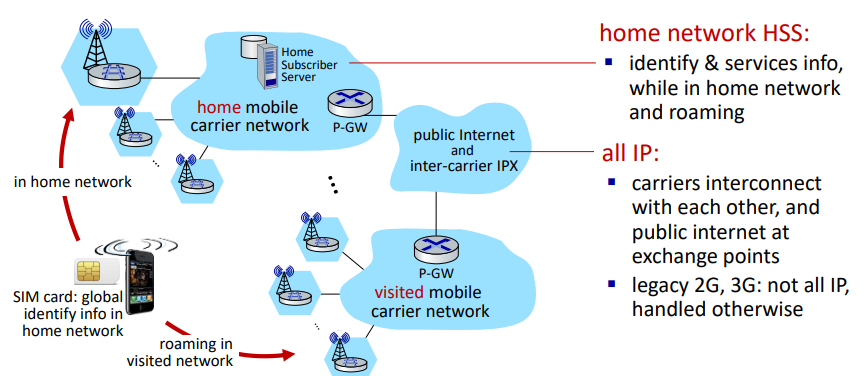 Home
Subscriber
Server
home mobile
carrier network
P-GW
public Internet
and
inter-carrier IPX
in home network
SIM card: global
identify info in
home network
roaming in
visited network
P-GW
visited mobile
carrier network
home network HSS:
▪ identify & services info,
while in home network
and roaming
all IP:
▪ carriers interconnect
with each other, and
public internet at
exchange points
▪ legacy 2G, 3G: not all IP,
handled otherwise